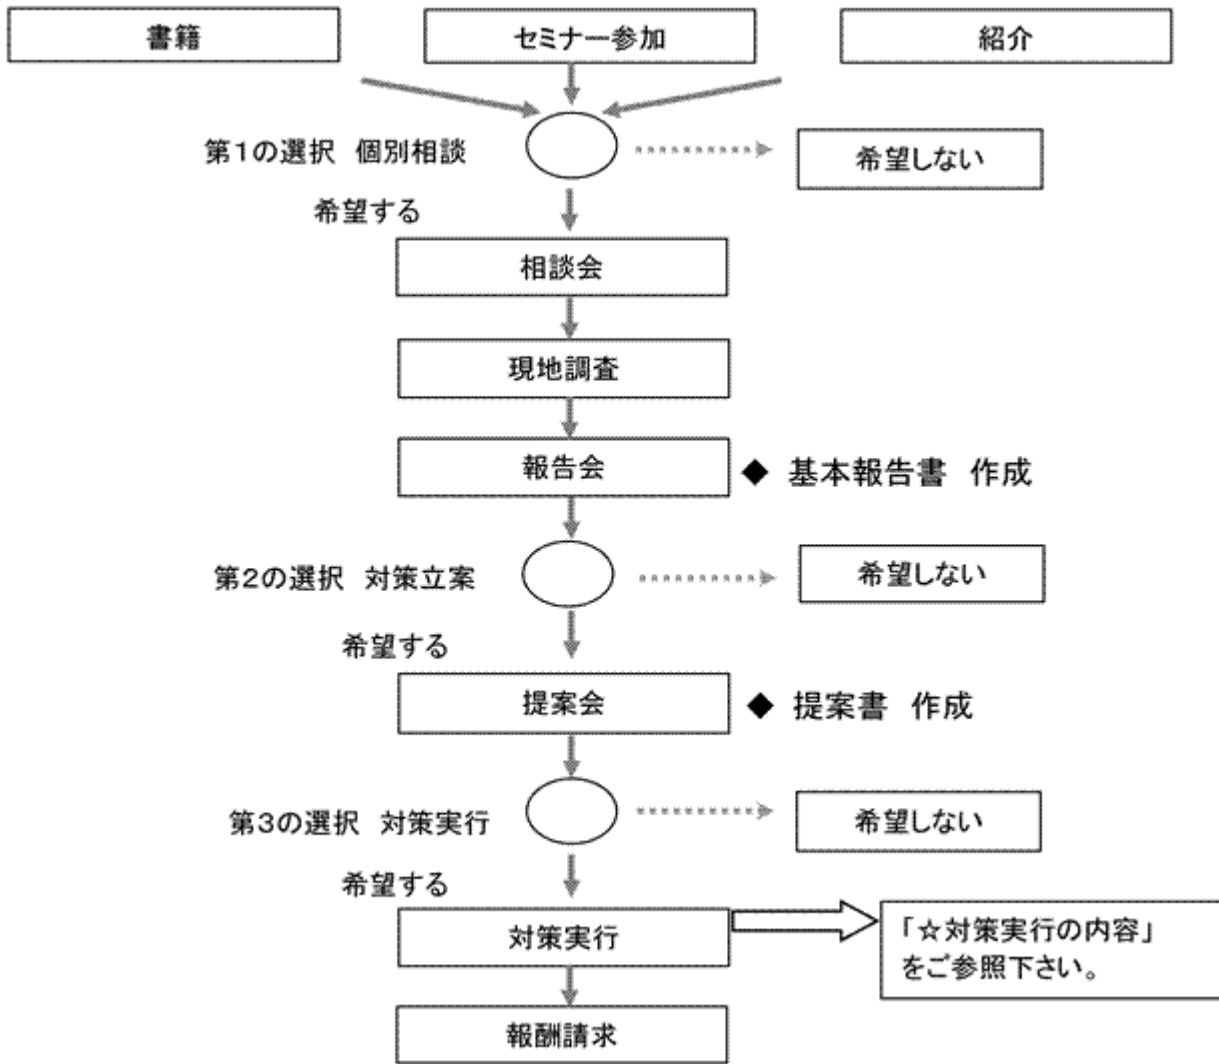 書籍
セミナー参加
紹介
第1の選択　個別相談
希望しない
希望する
相談会
現地調査
報告会
◆　基本報告書　作成
第2の選択　対策立案
希望しない
希望する
提案会
◆　提案書　作成
第3の選択　対策実行
希望しない
希望する
対策実行
「☆対策実行の内容」
をご参照下さい。
報酬請求